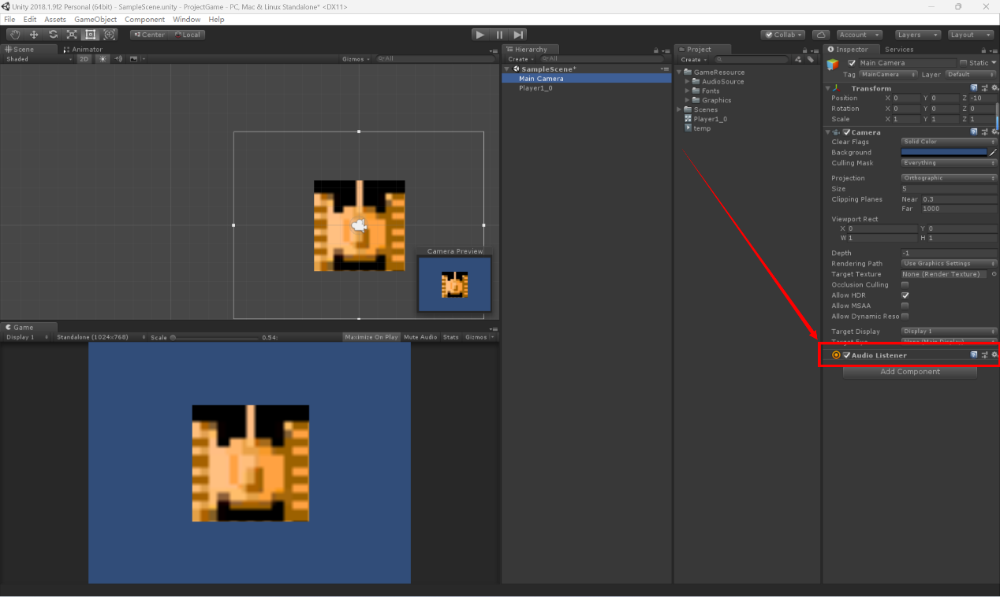 Unity 2018.1.9f2 Personal (64bit) - SampleScene.unity - ProjectGame - PC, Mac & Linux Standalone* <DX11>
File Edit Assets GameObject Component Window Help
Center Local Collab Account Layers Layout
Scene Animator
Shaded 2D Gizmos All
Camera Preview
Game
Display 1 Standalone (1024x768) Scale 0.54: Maximize On Play Mute Audio Stats Gizmos
Hierarchy
Create All
SampleScene*
Main Camera
Player1_0
Project
Create
GameResource
AudioSource
Fonts
Graphics
Scenes
Player1_0
temp
Inspector Services
Main Camera Static
Tag MainCamera Layer Default
Transform
Position X 0 Y 0 Z -10
Rotation X 0 Y 0 Z 0
Scale X 1 Y 1 Z 1
Camera
Clear Flags Solid Color
Background
Culling Mask Everything
Projection Orthographic
Size 5
Clipping Planes Near 0.3
Far 1000
Viewport Rect
X 0 Y 0
W 1 H 1
Depth -1
Rendering Path Use Graphics Settings
Target Texture None (Render Texture)
Occlusion Culling
Allow HDR
Allow MSAA
Allow Dynamic Reso
Target Display Display 1
Target Eye None (Main Display)
Audio Listener
Add Component